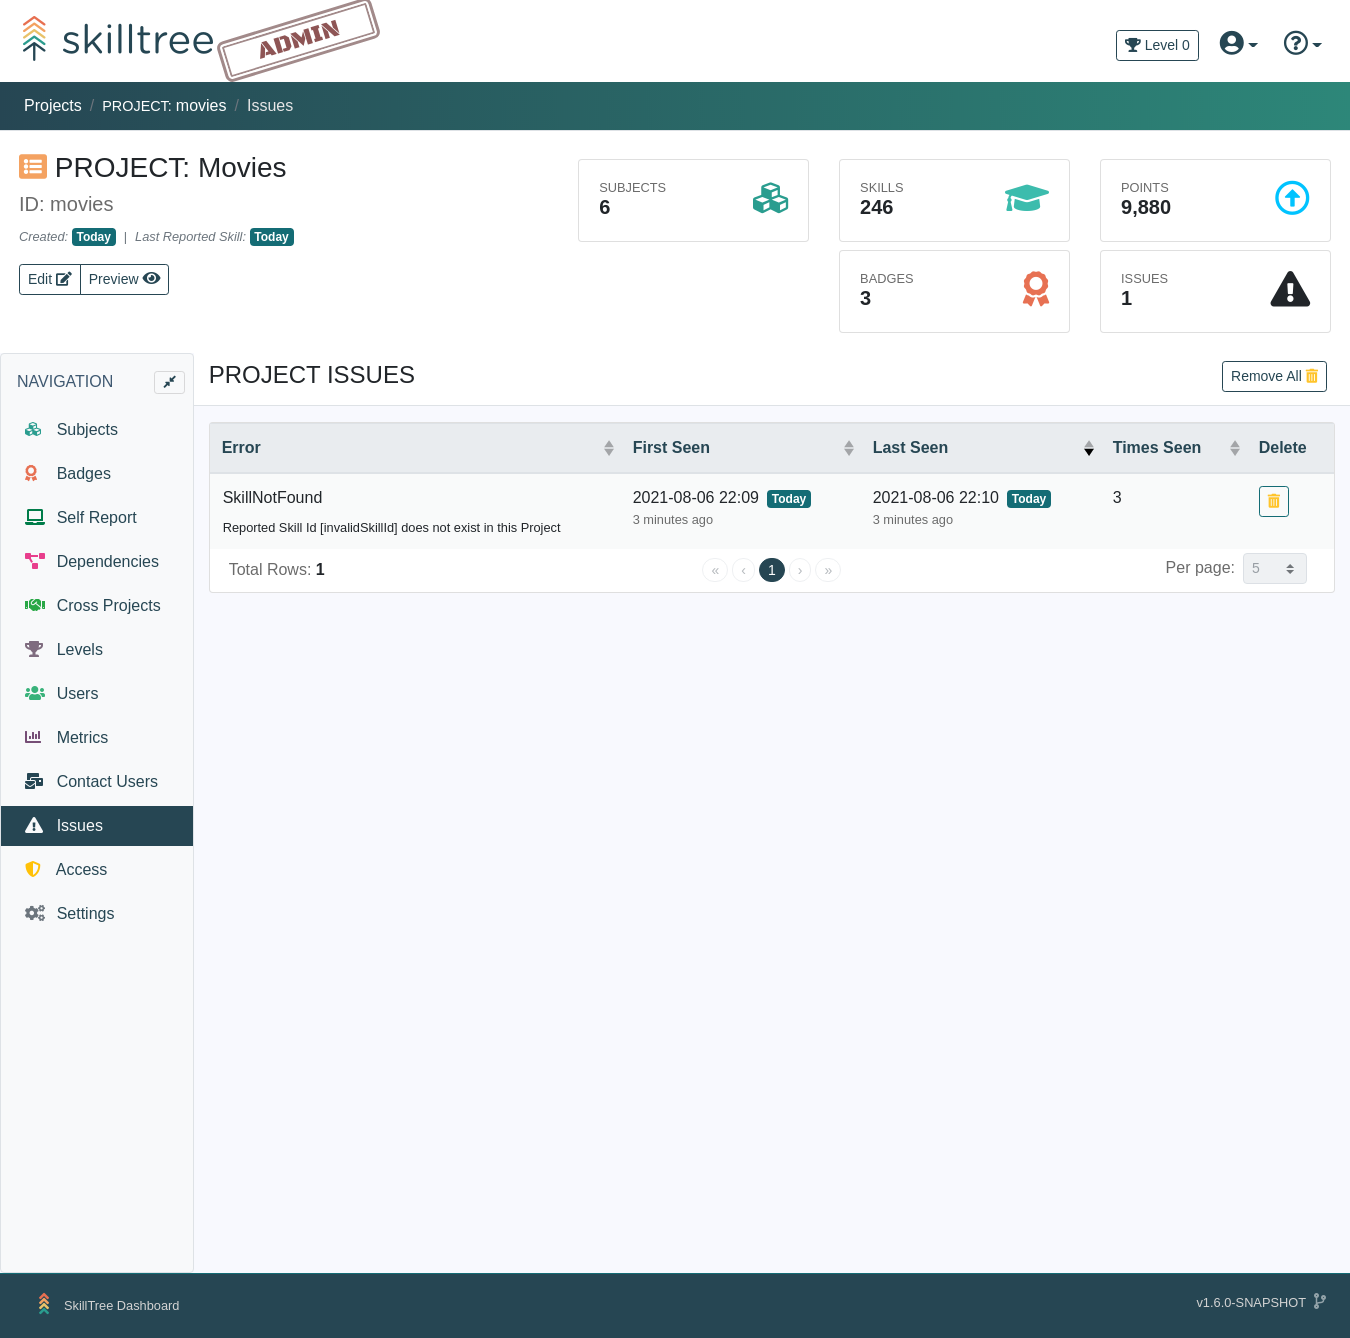 skilltree
ADMIN
Level 0
Projects / PROJECT: movies / Issues
PROJECT: Movies
ID: movies
Created: Today | Last Reported Skill: Today
Edit
Preview
SUBJECTS
6
SKILLS
246
POINTS
9,880
BADGES
3
ISSUES
1
NAVIGATION
Subjects
Badges
Self Report
Dependencies
Cross Projects
Levels
Users
Metrics
Contact Users
Issues
Access
Settings
PROJECT ISSUES
Remove All
Error First Seen Last Seen Times Seen Delete
SkillNotFound 2021-08-06 22:09 Today 2021-08-06 22:10 Today 3
3 minutes ago 3 minutes ago
Reported Skill Id [invalidSkillId] does not exist in this Project
Total Rows: 1 « ‹ 1 › » Per page: 5
SkillTree Dashboard
v1.6.0-SNAPSHOT